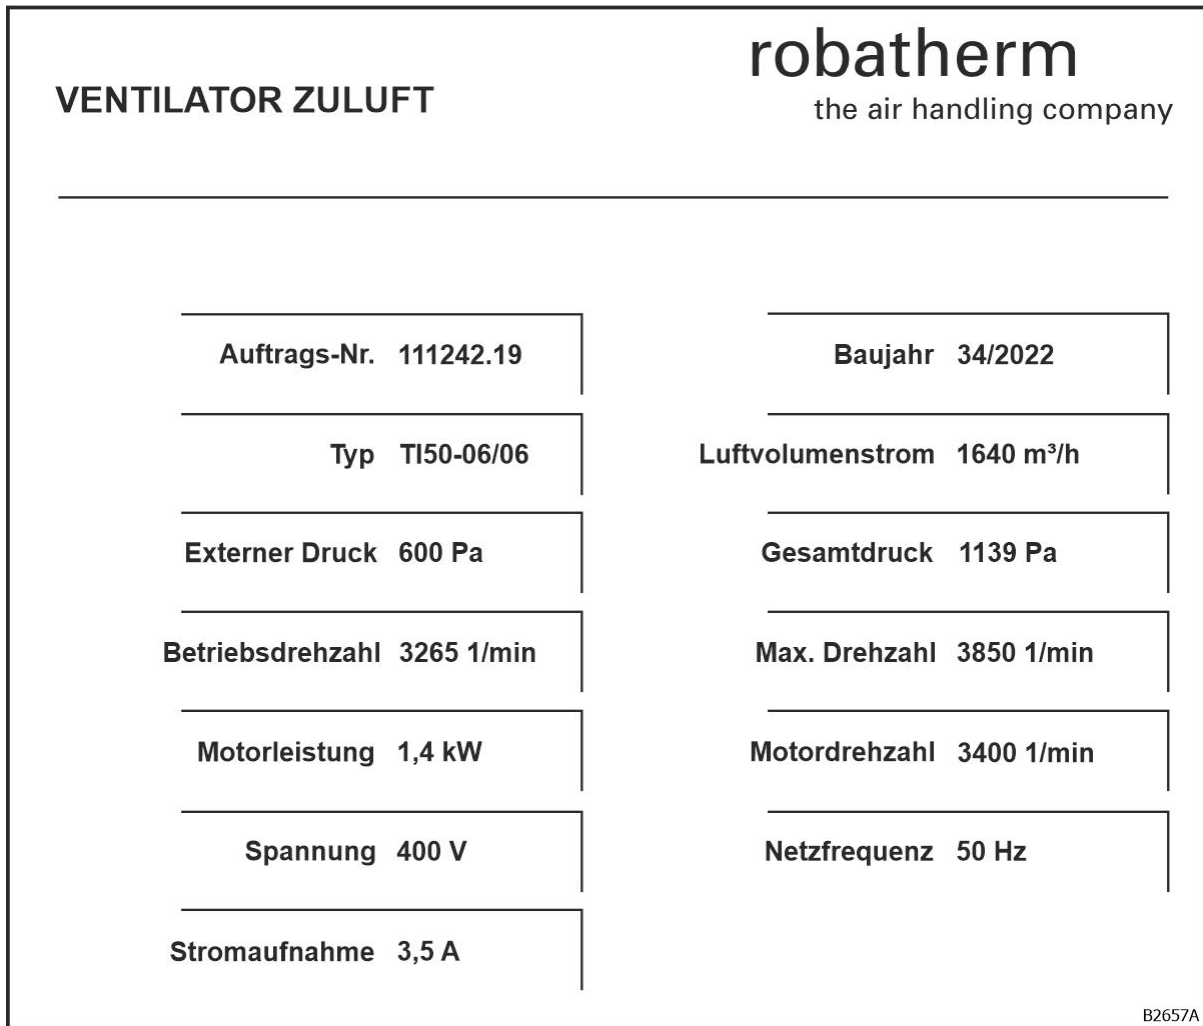 robatherm
the air handling company
VENTILATOR ZULUFT
Auftrags-Nr. 111242.19
Baujahr 34/2022
Typ TI50-06/06
Luftvolumenstrom 1640 m³/h
Externer Druck 600 Pa
Gesamtdruck 1139 Pa
Betriebsdrehzahl 3265 1/min
Max. Drehzahl 3850 1/min
Motorleistung 1,4 kW
Motordrehzahl 3400 1/min
Spannung 400 V
Netzfrequenz 50 Hz
Stromaufnahme 3,5 A
B2657A